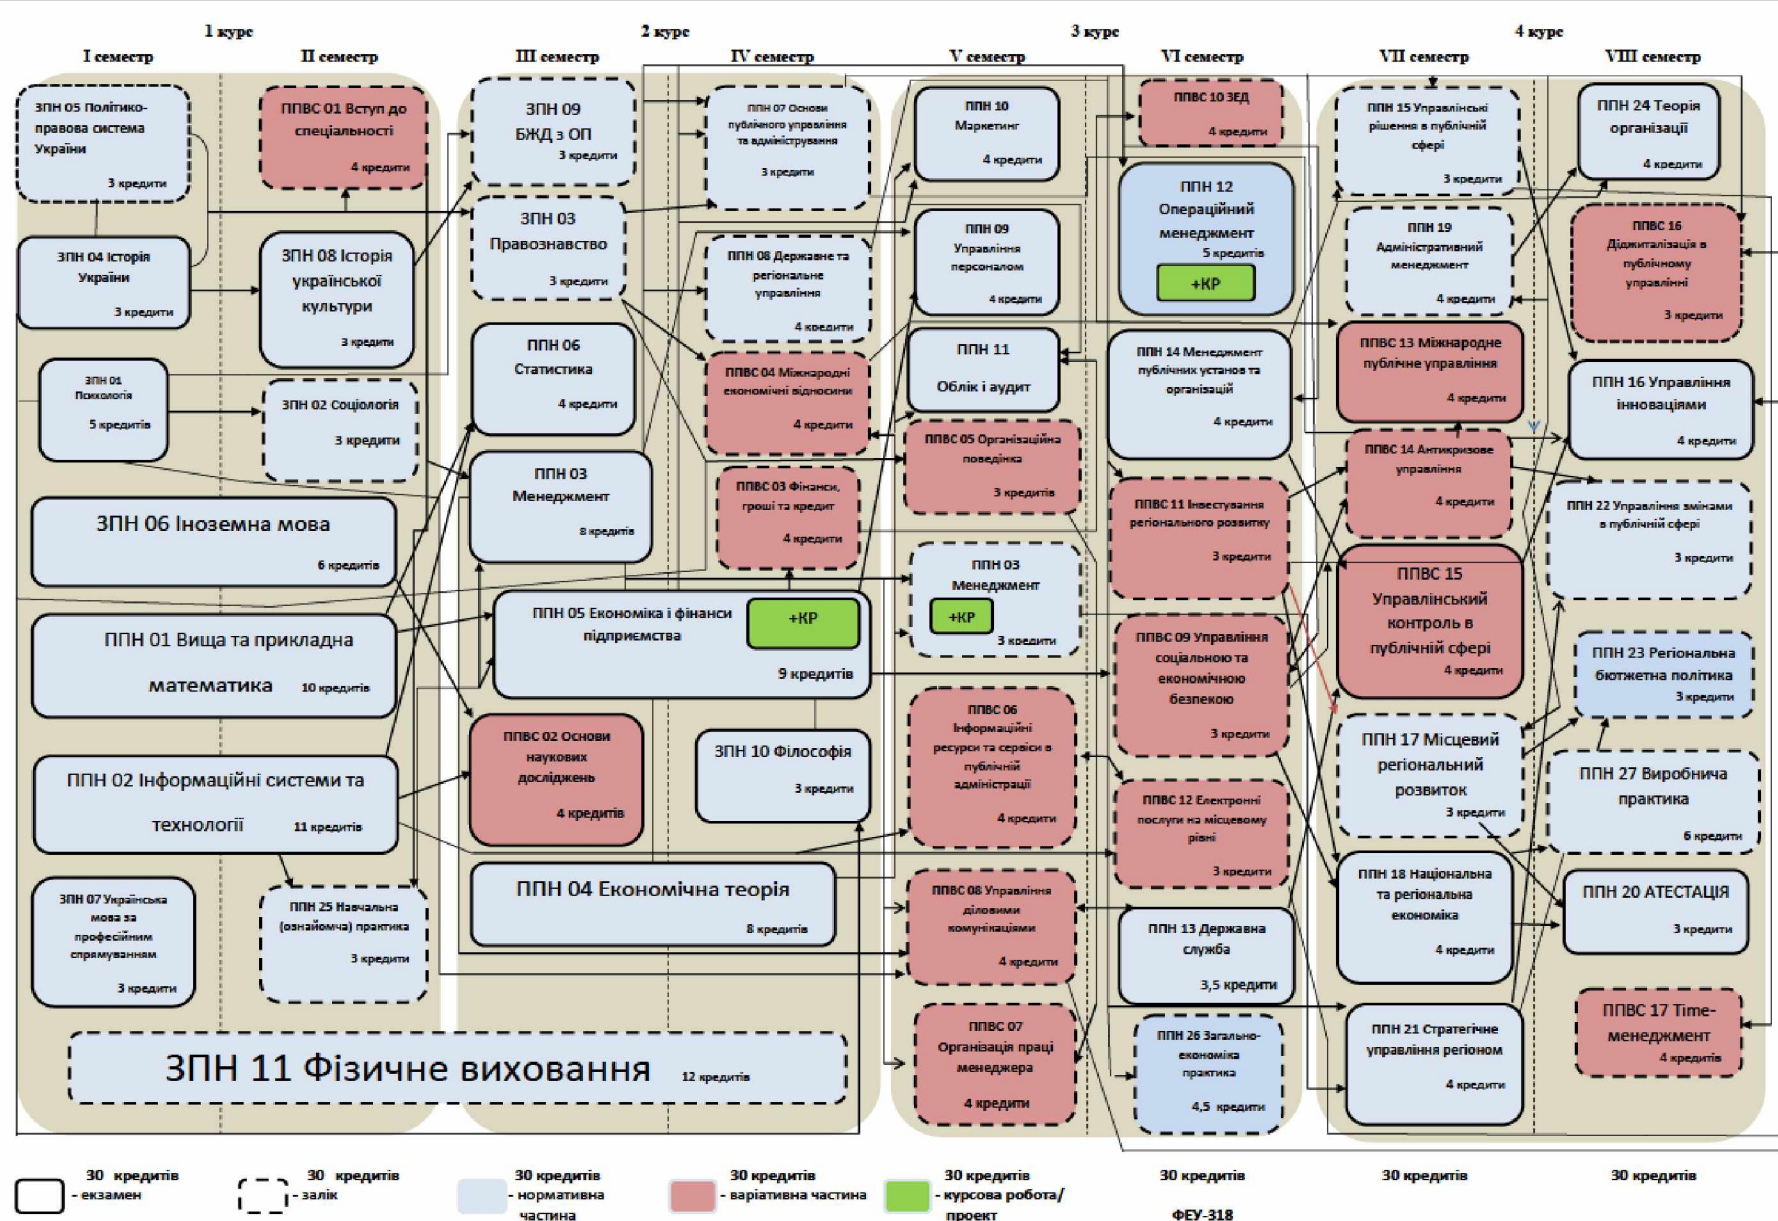 1 курс
2 курс
3 курс
4 курс
I семестр
II семестр
III семестр
IV семестр
V семестр
VI семестр
VII семестр
VIII семестр
ЗПН 05 Політико-
правова система
України
3 кредити
ЗПН 04 Історія
України
3 кредити
ЗПН 01
Психологія
5 кредитів
ЗПН 06 Іноземна мова
6 кредитів
ППН 01 Вища та прикладна
математика 10 кредитів
ППН 02 Інформаційні системи та
технології 11 кредитів
ЗПН 07 Українська
мова за
професійним
спрямуванням
3 кредити
ППВС 01 Вступ до
спеціальності
4 кредити
ЗПН 08 Історія
української
культури
3 кредити
ЗПН 02 Соціологія
3 кредити
ППН 25 Навчальна
(ознайомча) практика
3 кредити
ЗПН 11 Фізичне виховання 12 кредитів
ЗПН 09
БЖД з ОП
3 кредити
ЗПН 03
Правознавство
3 кредити
ППН 06
Статистика
4 кредити
ППН 03
Менеджмент
8 кредитів
ППН 05 Економіка і фінанси
підприємства
+КР
9 кредитів
ППВС 02 Основи
наукових
досліджень
4 кредитів
ППН 04 Економічна теорія
8 кредитів
ППН 07 Основи
публічного управління
та адміністрування
3 кредити
ППН 08 Державне та
регіональне
управління
4 кредити
ППВС 04 Міжнародні
економічні відносини
4 кредити
ППВС 03 Фінанси,
гроші та кредит
4 кредити
ЗПН 10 Філософія
3 кредити
ППН 10
Маркетинг
4 кредити
ППН 09
Управління
персоналом
4 кредити
ППН 11
Облік і аудит
ППВС 05 Організаційна
поведінка
3 кредитів
ППН 03
Менеджмент
+КР
3 кредитів
ППВС 06
Інформаційні
ресурси та сервіси в
публічній
адміністрації
4 кредити
ППВС 08 Управління
діловими
комунікаціями
4 кредити
ППВС 07
Організація праці
менеджера
4 кредити
ППВС 10 ЗЕД
4 кредити
ППН 12
Операційний
менеджмент
5 кредитів
+КР
ППН 14 Менеджмент
публічних установ та
організацій
4 кредити
ППВС 11 Інвестування
регіонального розвитку
3 кредити
ППВС 09 Управління
соціальною та
економічною
безпекою
3 кредити
ППВС 12 Електронні
послуги на місцевому
рівні
3 кредити
ППН 13 Державна
служба
3,5 кредити
ППН 26 Загально-
економіка
практика
4,5 кредити
ППН 15 Управлінські
рішення в публічній
сфері
3 кредити
ППН 19
Адміністративний
менеджмент
4 кредити
ППВС 13 Міжнародне
публічне управління
4 кредити
ППВС 14 Антикризове
управління
4 кредити
ППВС 15
Управлінський
контроль в
публічній сфері
4 кредити
ППН 17 Місцевий
регіональний
розвиток
3 кредити
ППН 18 Національна
та регіональна
економіка
4 кредити
ППН 21 Стратегічне
управління регіоном
4 кредити
ППН 24 Теорія
організації
4 кредити
ППВС 16
Діджиталізація в
публічному
управлінні
3 кредити
ППН 16 Управління
інноваціями
4 кредити
ППН 22 Управління змінами
в публічній сфері
3 кредити
ППН 23 Регіональна
бюжетна політика
3 кредити
ППН 27 Виробнича
практика
6 кредити
ППН 20 АТЕСТАЦІЯ
3 кредити
ППВС 17 Time-
менеджмент
4 кредитів
30 кредитів
30 кредитів
30 кредитів
30 кредитів
30 кредитів
30 кредитів
30 кредитів
30 кредитів
- екзамен
- залік
- нормативна
частина
- варіативна частина
- курсова робота/
проект
ФЕУ-318